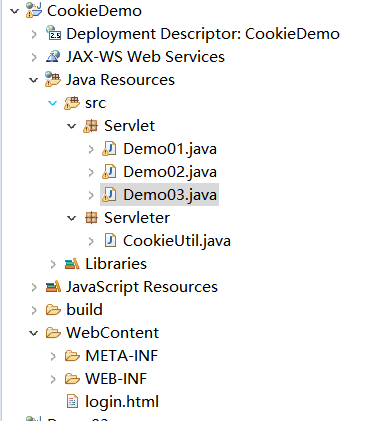 CookieDemo
Deployment Descriptor: CookieDemo
JAX-WS Web Services
Java Resources
src
Servlet
Demo01.java
Demo02.java
Demo03.java
Servleter
CookieUtil.java
Libraries
JavaScript Resources
build
WebContent
META-INF
WEB-INF
login.html